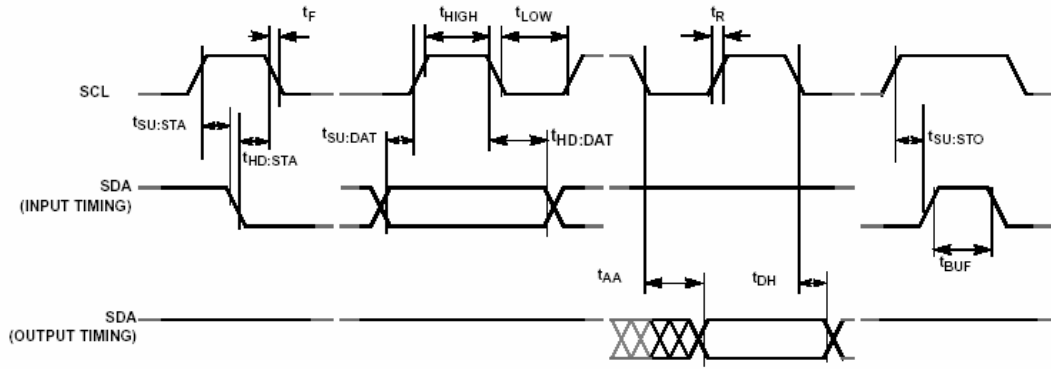 tF
tHIGH
tLOW
tR
SCL
tSU:STA
tHD:STA
tSU:DAT
tHD:DAT
tSU:STO
SDA
(INPUT TIMING)
tAA
tDH
tBUF
SDA
(OUTPUT TIMING)